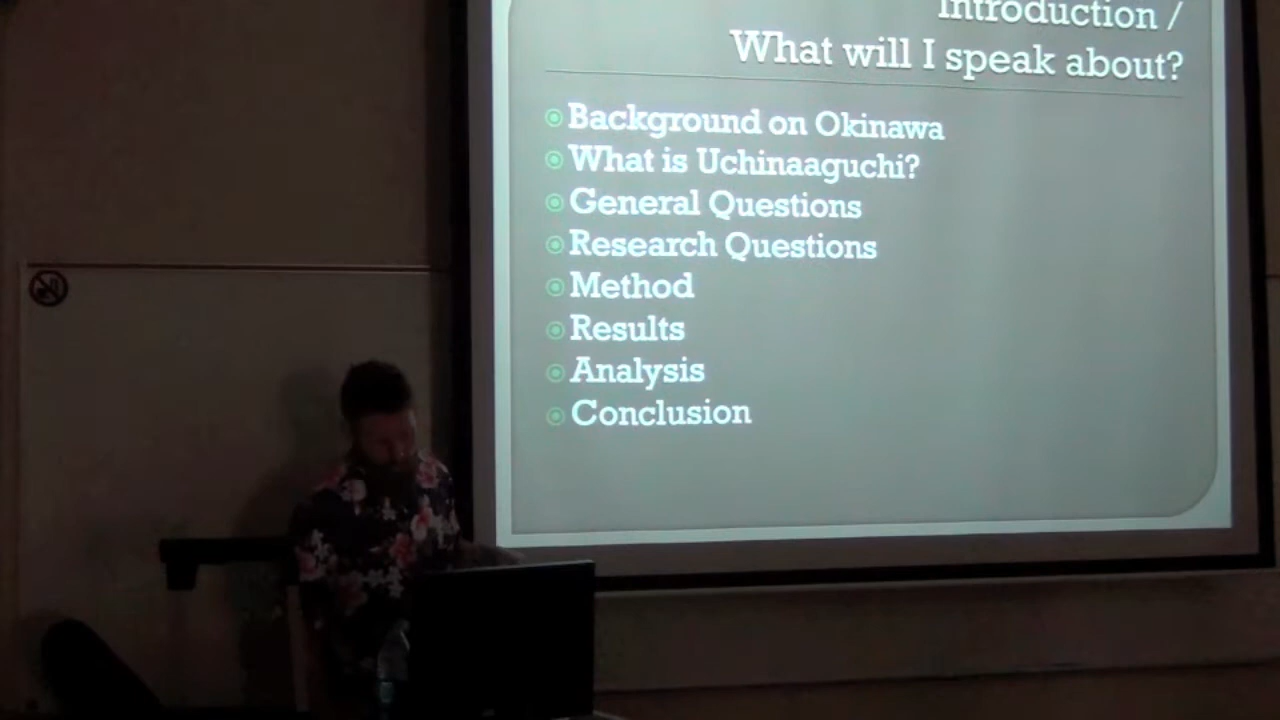 Introduction /
What will I speak about?
Background on Okinawa
What is Uchinaaguchi?
General Questions
Research Questions
Method
Results
Analysis
Conclusion